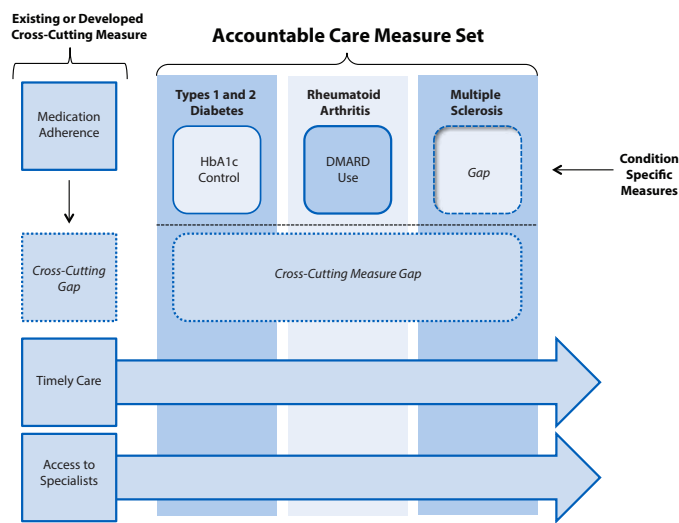 Existing or Developed
Cross-Cutting Measure
Accountable Care Measure Set
Medication
Adherence
Types 1 and 2
Diabetes
Rheumatoid
Arthritis
Multiple
Sclerosis
HbA1c
Control
DMARD
Use
Gap
Condition
Specific
Measures
Cross-Cutting
Gap
Cross-Cutting Measure Gap
Timely Care
Access to
Specialists